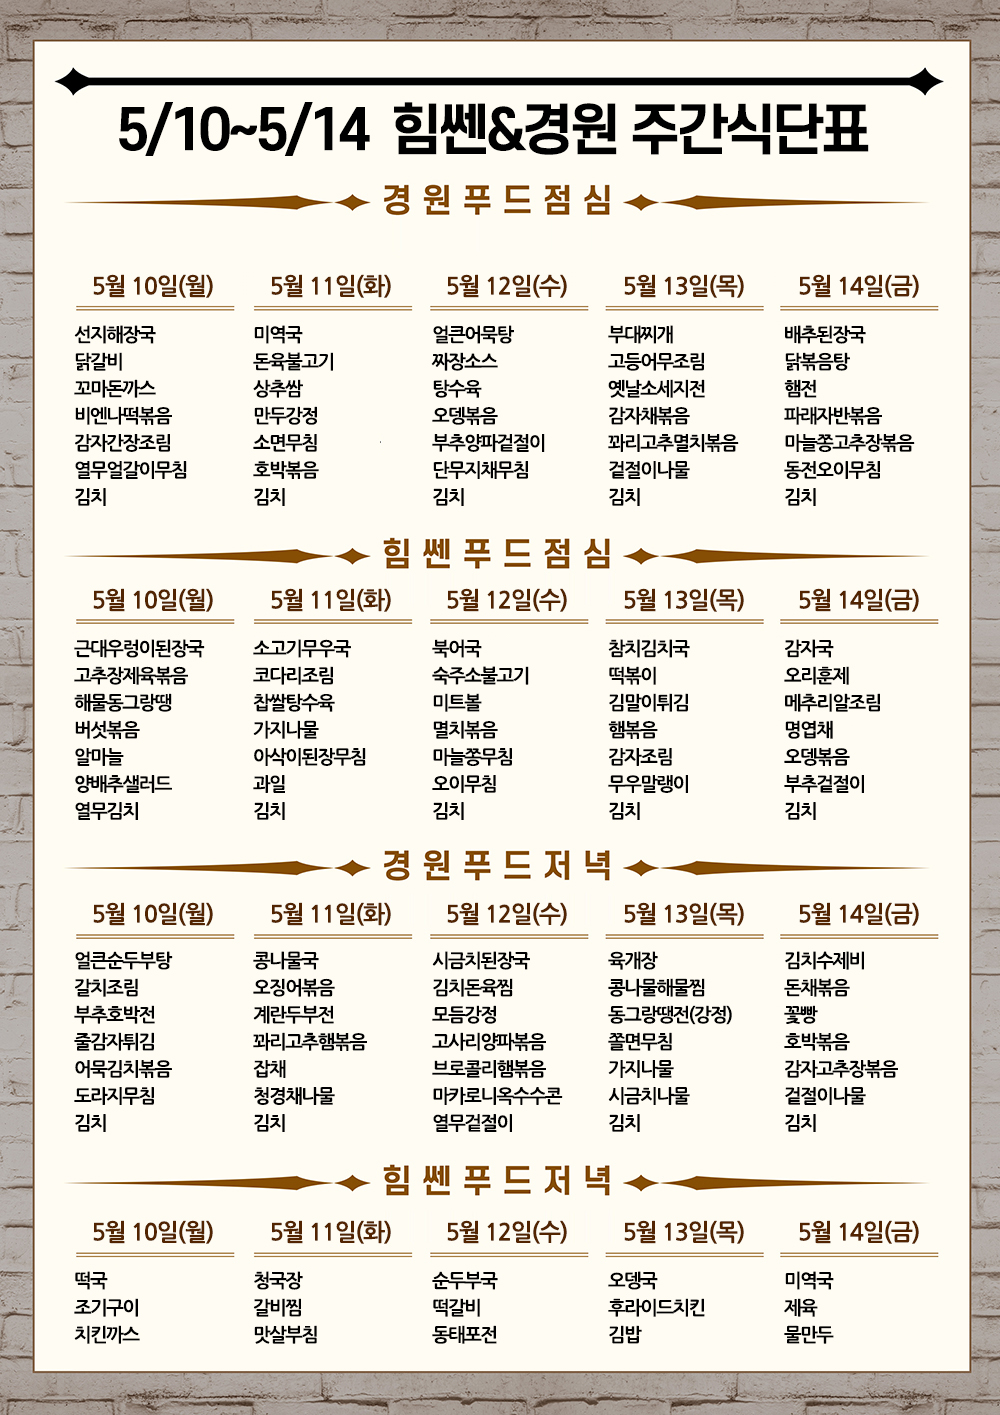 5/10~5/14 힘쎈&경원 주간식단표
경원푸드점심
5월 10일(월) 5월 11일(화) 5월 12일(수) 5월 13일(목) 5월 14일(금)
선지해장국 미역국 얼큰어묵탕 부대찌개 배추된장국
닭갈비 돈육불고기 짜장소스 고등어무조림 닭볶음탕
꼬마돈까스 상추쌈 탕수육 옛날소세지전 햄전
비엔나떡볶음 만두강정 오뎅볶음 감자채볶음 파래자반볶음
감자간장조림 소면무침 부추양파겉절이 꽈리고추멸치볶음 마늘쫑고추장볶음
열무얼갈이무침 호박볶음 단무지채무침 겉절이나물 동전오이무침
김치 김치 김치 김치 김치
힘쎈푸드점심
5월 10일(월) 5월 11일(화) 5월 12일(수) 5월 13일(목) 5월 14일(금)
근대우렁이된장국 소고기무우국 북어국 참치김치국 감자국
고추장제육볶음 코다리조림 숙주소불고기 떡볶이 오리훈제
해물동그랑땡 찹쌀탕수육 미트볼 김말이튀김 메추리알조림
버섯볶음 가지나물 멸치볶음 햄볶음 명엽채
알마늘 아삭이된장무침 마늘쫑무침 감자조림 오뎅볶음
양배추샐러드 과일 오이무침 무우말랭이 부추겉절이
열무김치 김치 김치 김치 김치
경원푸드저녁
5월 10일(월) 5월 11일(화) 5월 12일(수) 5월 13일(목) 5월 14일(금)
얼큰순두부탕 콩나물국 시금치된장국 육개장 김치수제비
갈치조림 오징어볶음 김치돈육찜 콩나물해물찜 돈채볶음
부추호박전 계란두부전 모듬강정 동그랑땡전(강정) 꽃빵
줄감자튀김 꽈리고추햄볶음 고사리양파볶음 쫄면무침 호박볶음
어묵김치볶음 잡채 브로콜리햄볶음 가지나물 감자고추장볶음
도라지무침 청경채나물 마카로니옥수수콘 시금치나물 겉절이나물
김치 김치 열무겉절이 김치 김치
힘쎈푸드저녁
5월 10일(월) 5월 11일(화) 5월 12일(수) 5월 13일(목) 5월 14일(금)
떡국 청국장 순두부국 오뎅국 미역국
조기구이 갈비찜 떡갈비 후라이드치킨 제육
치킨까스 맛살부침 동태포전 김밥 물만두